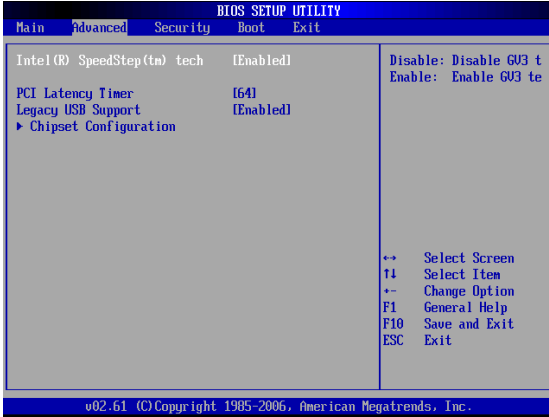 BIOS SETUP UTILITY
Main Advanced Security Boot Exit
Intel(R) SpeedStep(tm) tech [Enabled]
PCI Latency Timer [64]
Legacy USB Support [Enabled]
▶ Chipset Configuration
Disable: Disable GV3 t
Enable: Enable GV3 te
↔ Select Screen
↑↓ Select Item
+- Change Option
F1 General Help
F10 Save and Exit
ESC Exit
v02.61 (C)Copyright 1985-2006, American Megatrends, Inc.